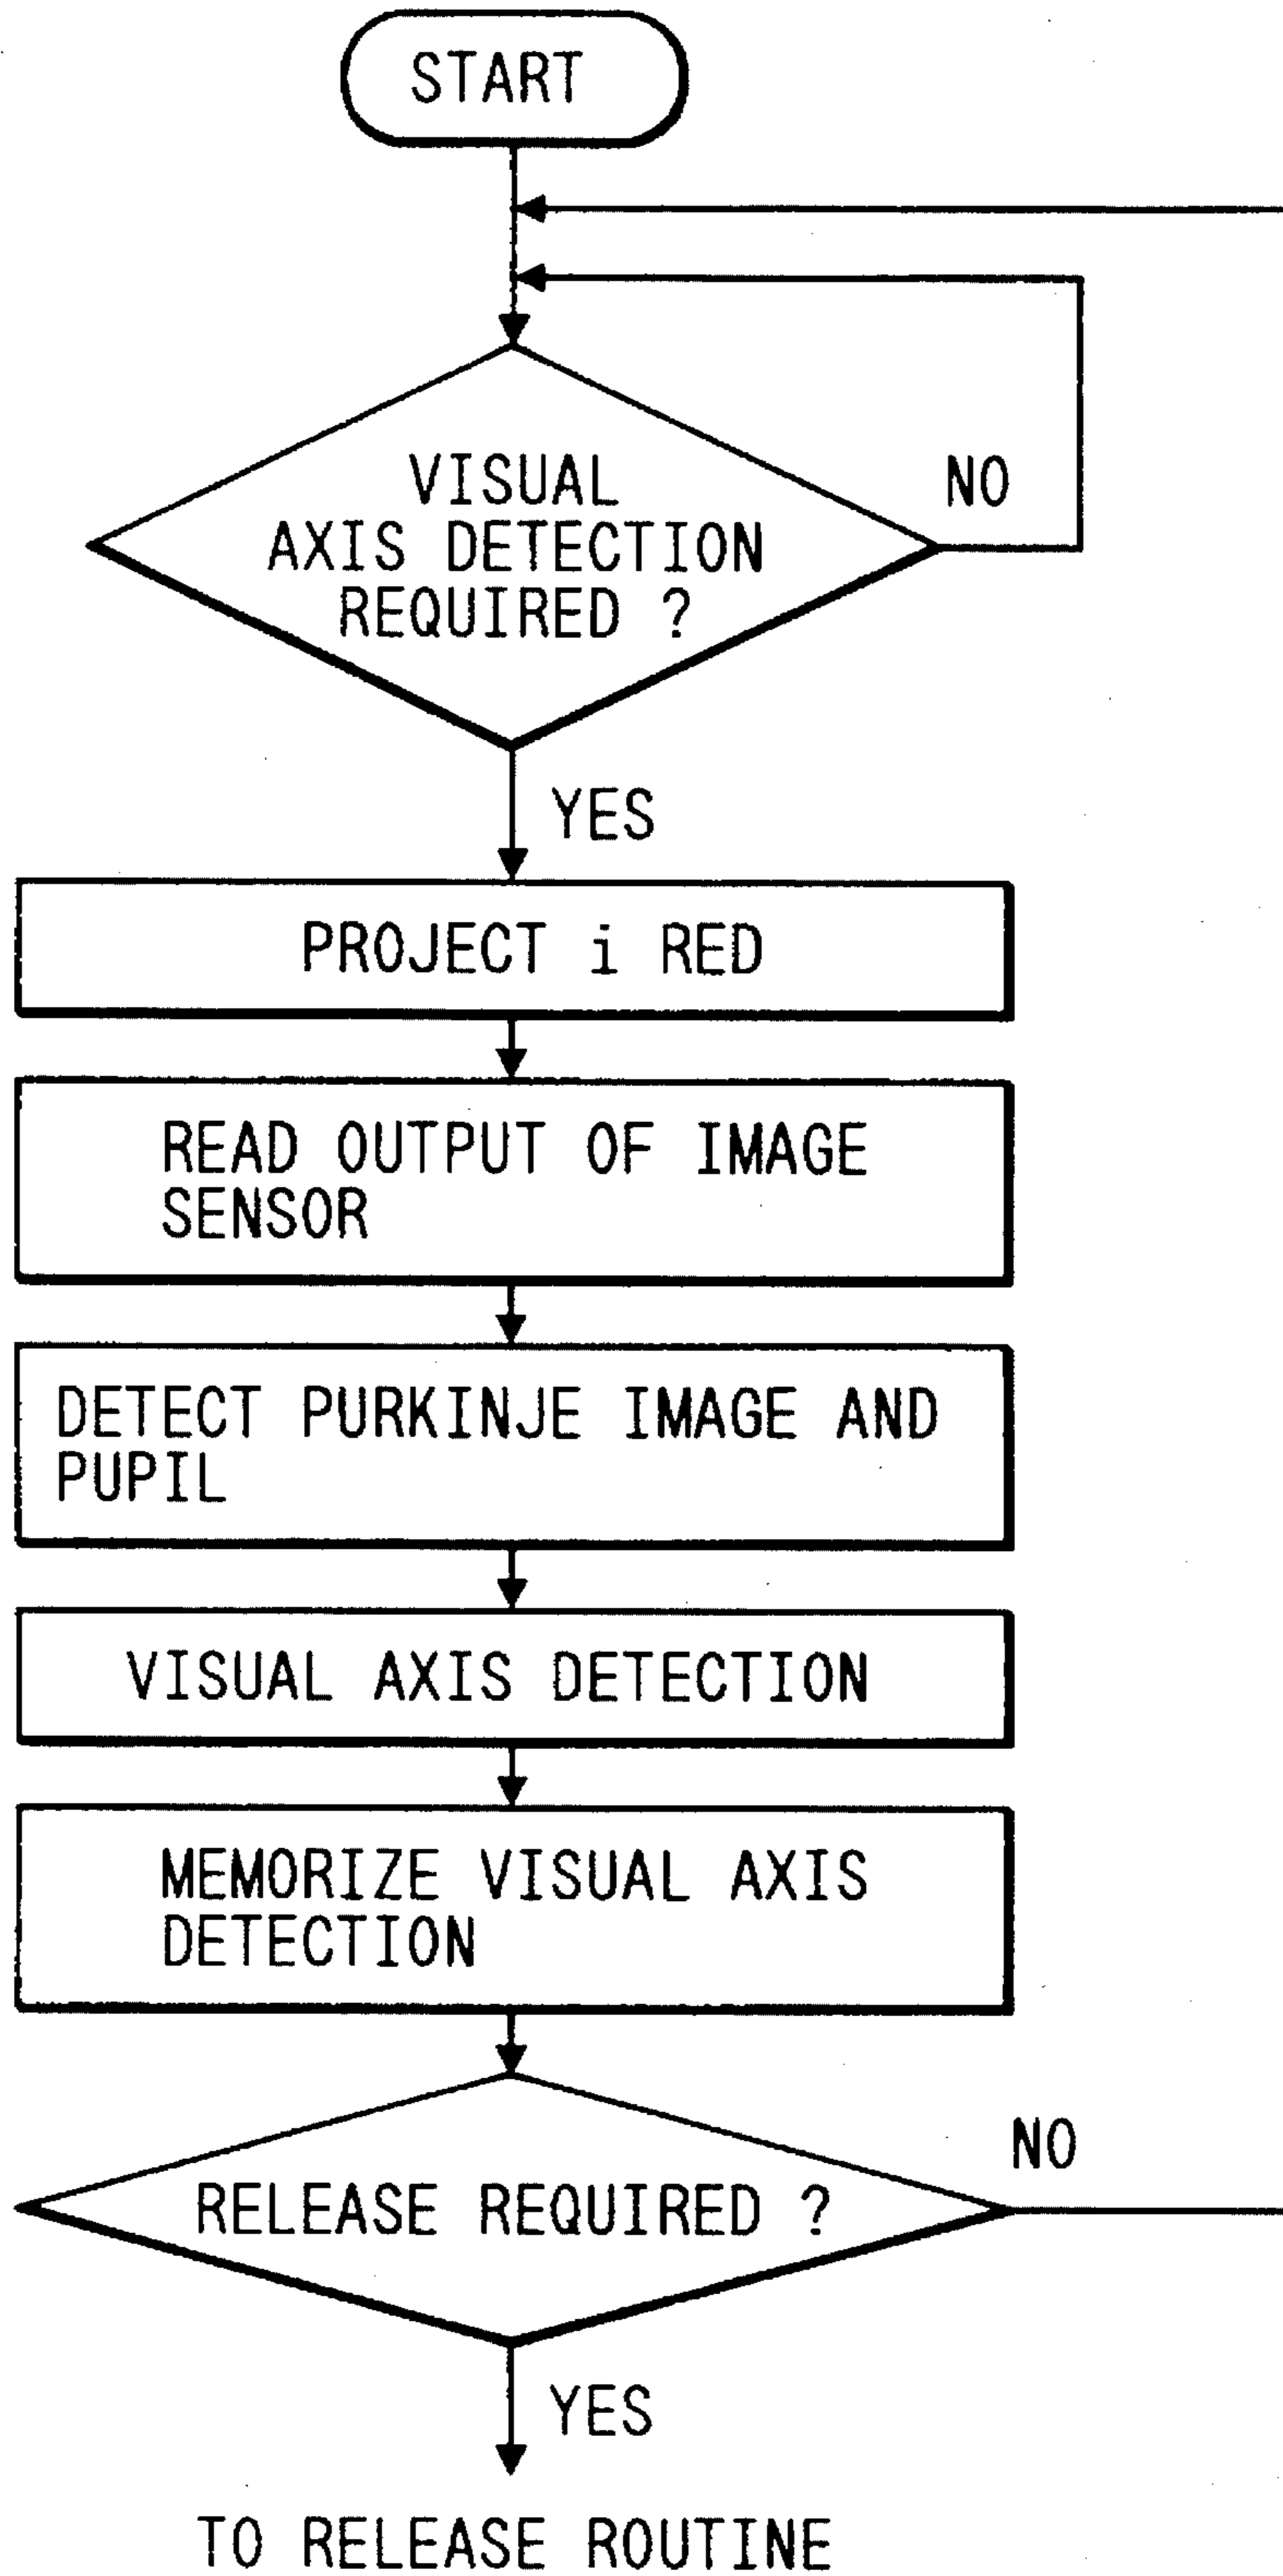 START
VISUAL
AXIS DETECTION
REQUIRED ?
NO
YES
PROJECT i RED
READ OUTPUT OF IMAGE
SENSOR
DETECT PURKINJE IMAGE AND
PUPIL
VISUAL AXIS DETECTION
MEMORIZE VISUAL AXIS
DETECTION
RELEASE REQUIRED ?
NO
YES
TO RELEASE ROUTINE